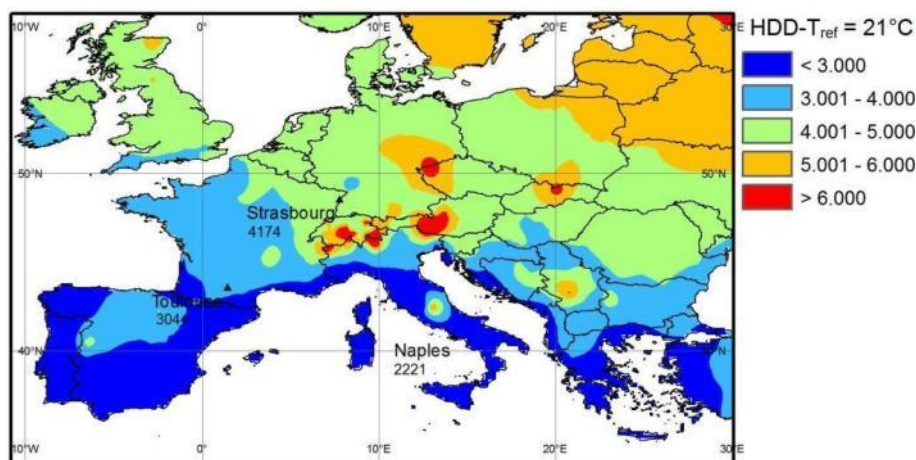 10°W 0° 10°E 20°E 30°E
HDD-Tref = 21°C
< 3.000
3.001 - 4.000
4.001 - 5.000
5.001 - 6.000
> 6.000
50°N 50°N
Strasbourg
4174
Toulouse
3044
40°N 40°N
Naples
2221
10°W 0° 10°E 20°E 30°E